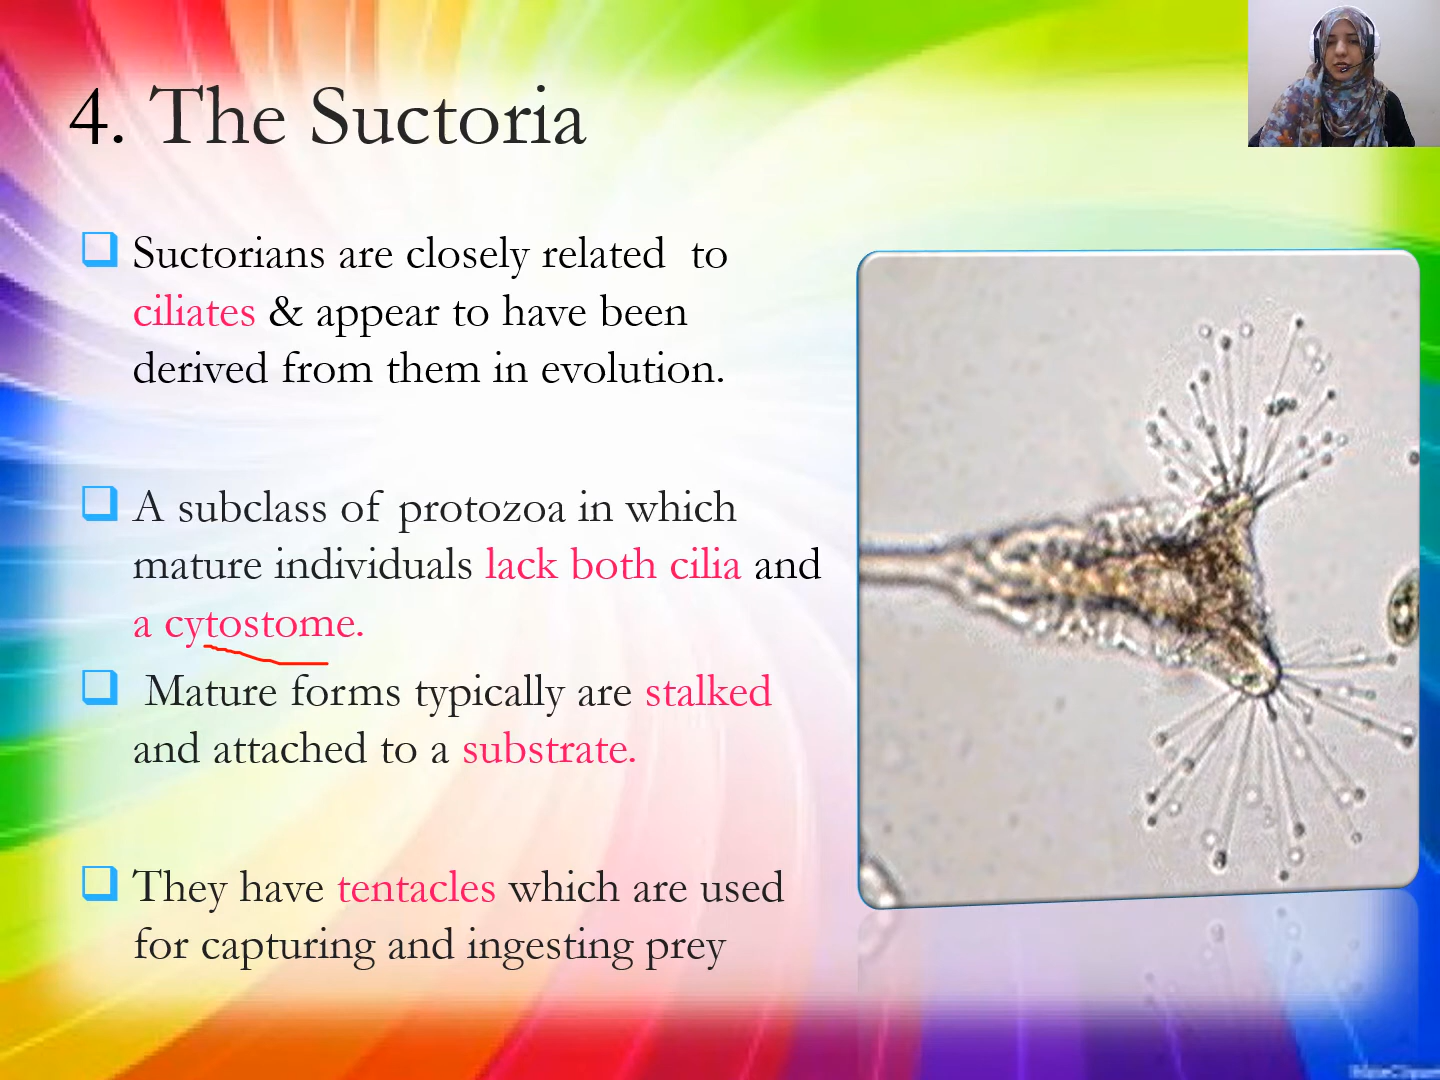 4. The Suctoria
Suctorians are closely related to
ciliates & appear to have been
derived from them in evolution.
A subclass of protozoa in which
mature individuals lack both cilia and
a cytostome.
Mature forms typically are stalked
and attached to a substrate.
They have tentacles which are used
for capturing and ingesting prey